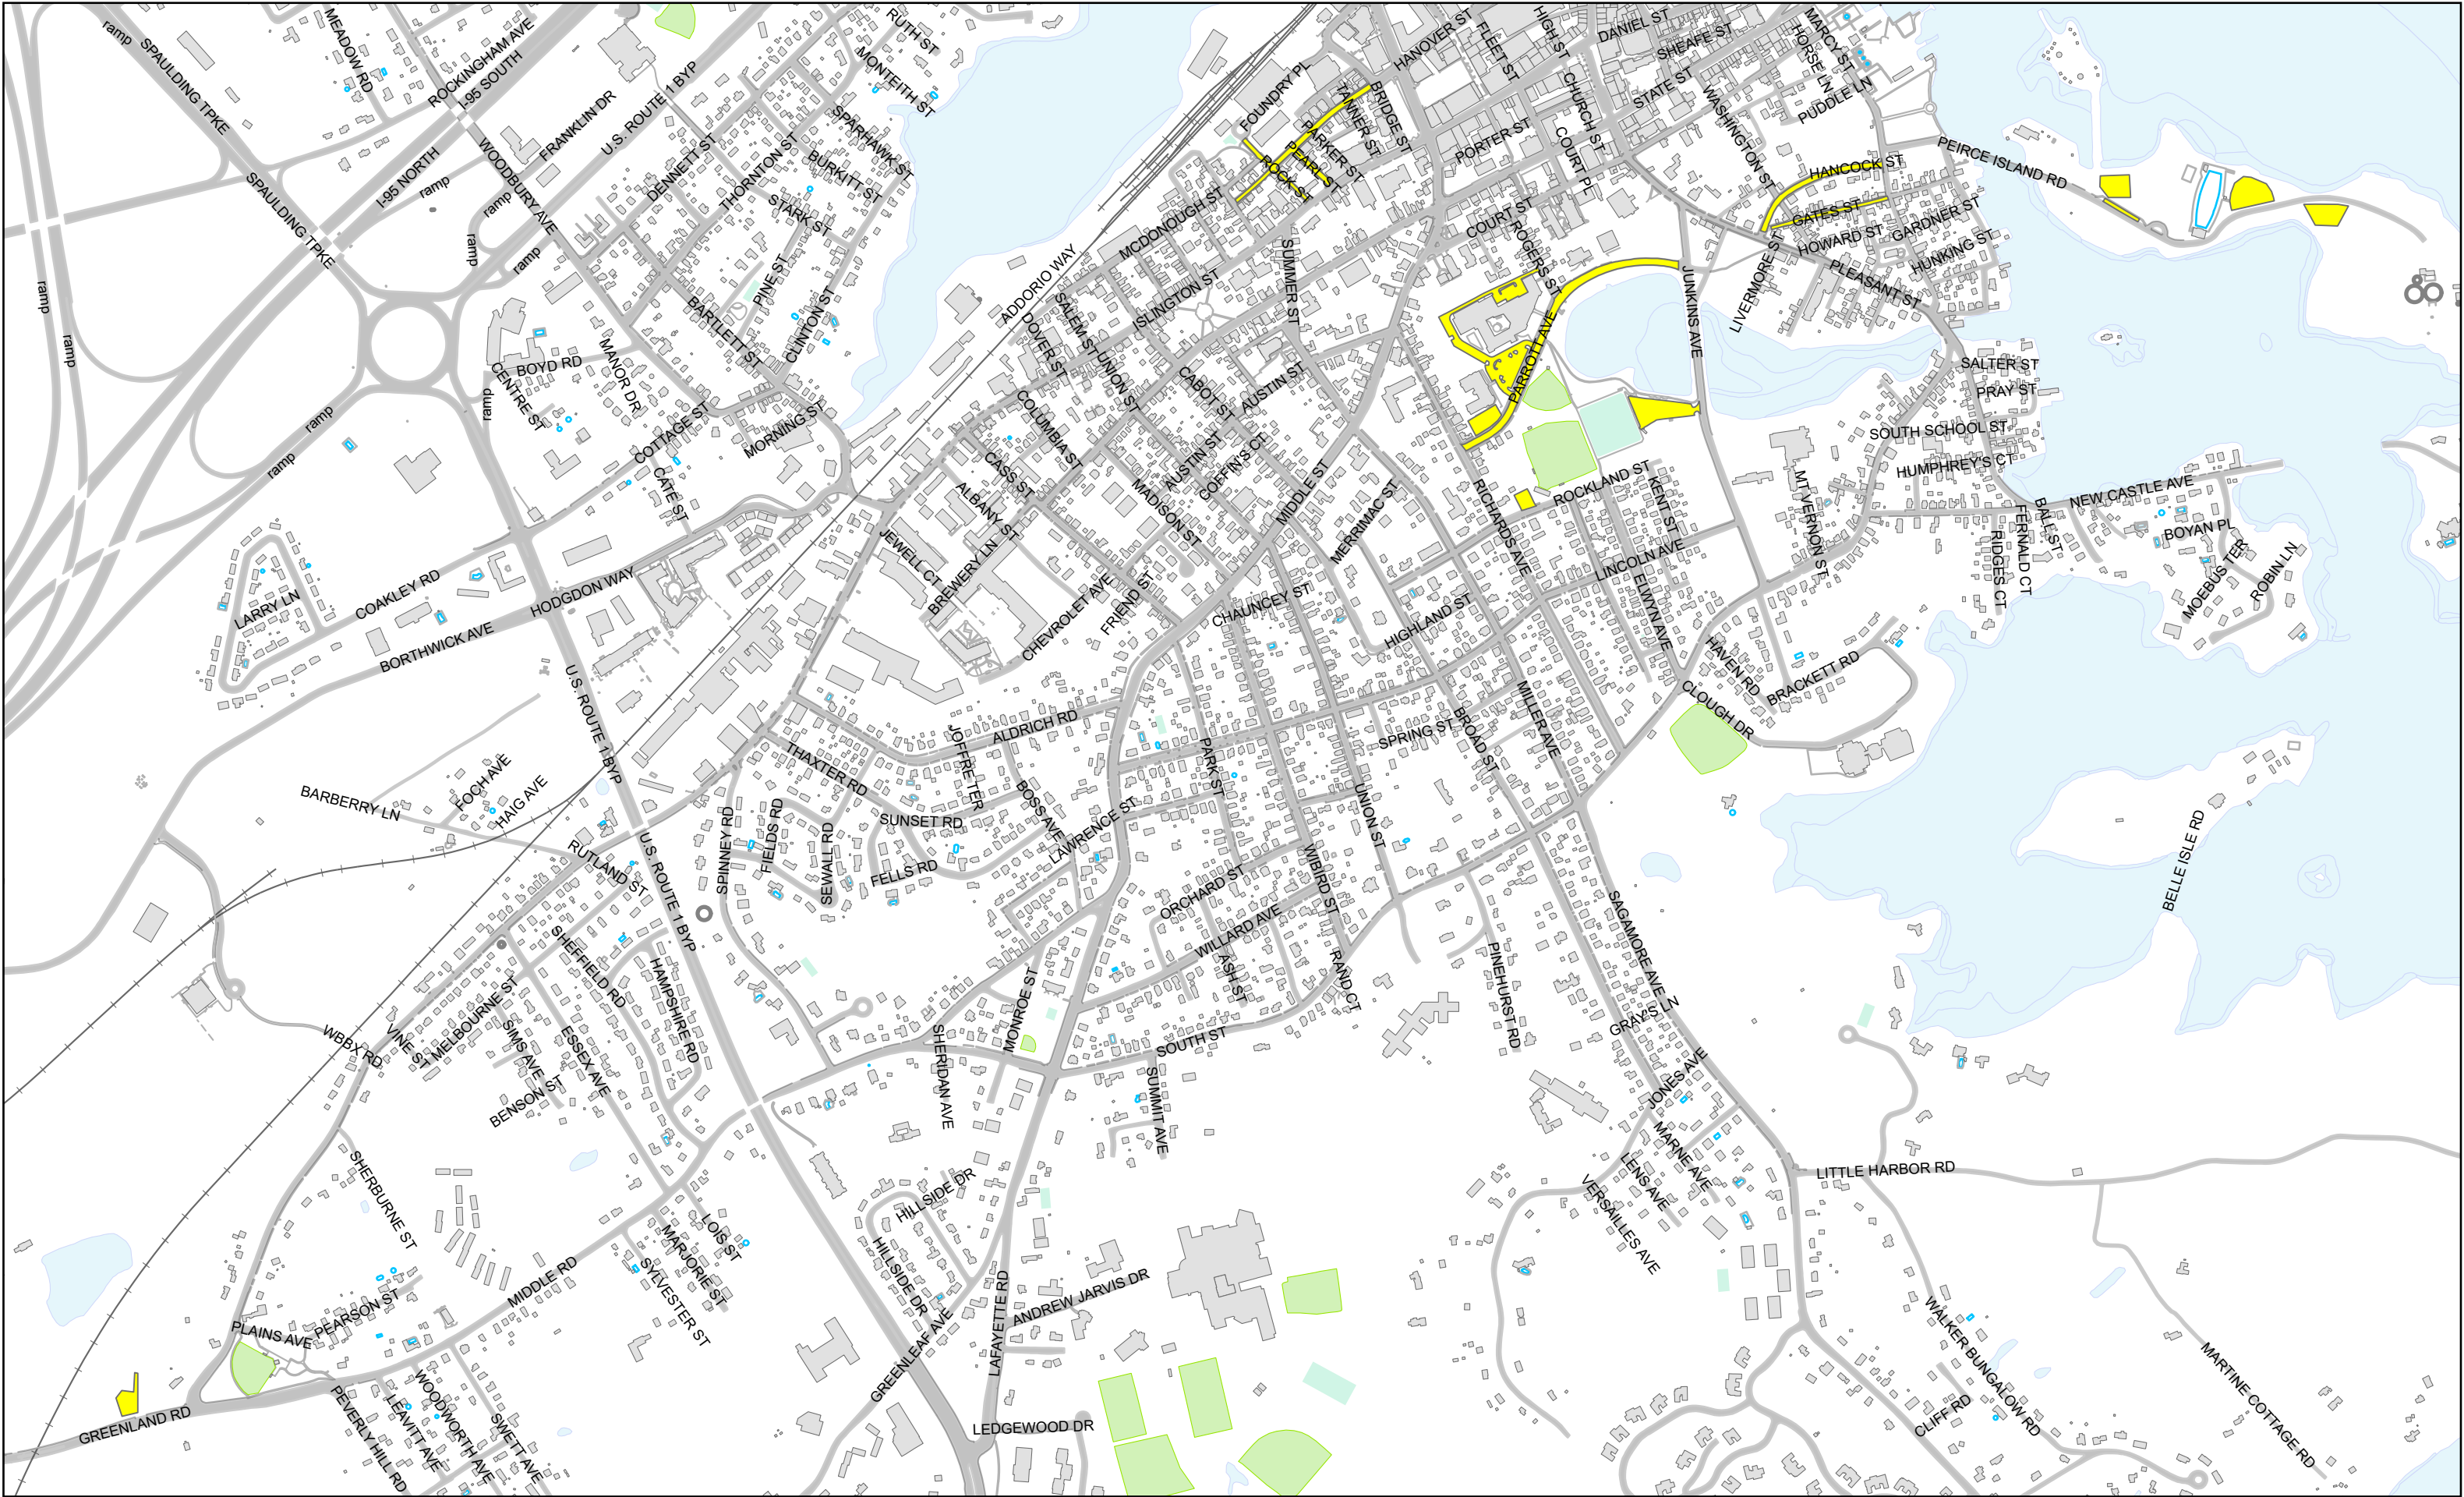 ramp
SPAULDING TPKE
MEADOW RD
ROCKINGHAM AVE
I-95 SOUTH
RUTH ST
MONTEITH ST
HANOVER ST
FLEET ST
HIGH ST
DANIEL ST
SHEAFE ST
MARCY ST
HORSE LN
STATE ST
PUDDLE LN
FOUNDRY PL
TANNER ST
BRIDGE ST
CHURCH ST
WASHINGTON ST
FRANKLIN DR
U.S. ROUTE 1 BYP
WOODBURY AVE
SPARHAWK ST
BURKITT ST
DENNETT ST
THORNTON ST
STARK ST
PARKER ST
PEARL ST
ROCK ST
PORTER ST
COURT PL
HANCOCK ST
PEIRCE ISLAND RD
I-95 NORTH
ramp
ramp
SPAULDING TPKE
ramp
ramp
MCDONOUGH ST
COURT ST
ROGERS ST
GATES ST
GARDNER ST
HOWARD ST
HUNKING ST
PLEASANT ST
LIVERMORE ST
JUNKINS AVE
SUMMER ST
ISLINGTON ST
ADDORIO WAY
ramp
ramp
PINE ST
CLINTON ST
BARTLETT ST
MANOR DR
BOYD RD
CENTRE ST
ramp
SALEM ST
DOVER ST
UNION ST
CABOT ST
AUSTIN ST
PARROTT AVE
SALTER ST
PRAY ST
COLUMBIA ST
COTTAGE ST
MORNING ST
CATE ST
CASS ST
ALBANY ST
MADISON ST
AUSTIN ST
COFFIN'S CT
MIDDLE ST
MERRIMAC ST
RICHARDS AVE
ROCKLAND ST
KENT ST
SOUTH SCHOOL ST
HUMPHREY'S CT
MT VERNON ST
NEW CASTLE AVE
BALL ST
BOYAN PL
FERNALD CT
RIDGES CT
MOEBUS TER
ROBIN LN
ramp
ramp
JEWELL CT
BREWERY LN
CHEVROLET AVE
FRIEND ST
CHAUNCEY ST
HIGHLAND ST
LINCOLN AVE
ELWYN AVE
HAVEN RD
BRACKETT RD
CLOUGH DR
LARRY LN
COAKLEY RD
HODGDON WAY
BORTHWICK AVE
U.S. ROUTE 1 BYP
ALDRICH RD
JOFFRE TER
THAXTER RD
BOSS AVE
PARK ST
SPRING ST
BROAD ST
MILLER AVE
UNION ST
BARBERRY LN
FOCH AVE
HAIG AVE
RUTLAND ST
U.S. ROUTE 1 BYP
SPINNEY RD
FIELDS RD
SEWALL RD
SUNSET RD
FELLS RD
LAWRENCE ST
ORCHARD ST
WIBIRD ST
WILLARD AVE
ASH ST
RAND CT
PINEHURST RD
SAGAMORE AVE
GRAY'S LN
BELLE ISLE RD
SHEFFIELD RD
HAMPSHIRE RD
MELBOURNE ST
VINE ST
SIMS AVE
ESSEX AVE
BENSON ST
WBBX RD
SHERIDAN AVE
MONROE ST
SOUTH ST
SUMMIT AVE
JONES AVE
MARNE AVE
LENS AVE
VERSAILLES AVE
LITTLE HARBOR RD
SHERBURNE ST
HILLSIDE DR
HILLSIDE DR
LOIS ST
MARJORIE ST
SYLVESTER ST
MIDDLE RD
PEARSON ST
PLAINS AVE
ANDREW JARVIS DR
LAFAYETTE RD
GREENLEAF AVE
LEDGEWOOD DR
GREENLAND RD
PEVERLY HILL RD
LEAVITT AVE
WOODWORTH AVE
SWETT AVE
WALKER BUNGALOW RD
CLIFF RD
MARTINE COTTAGE RD